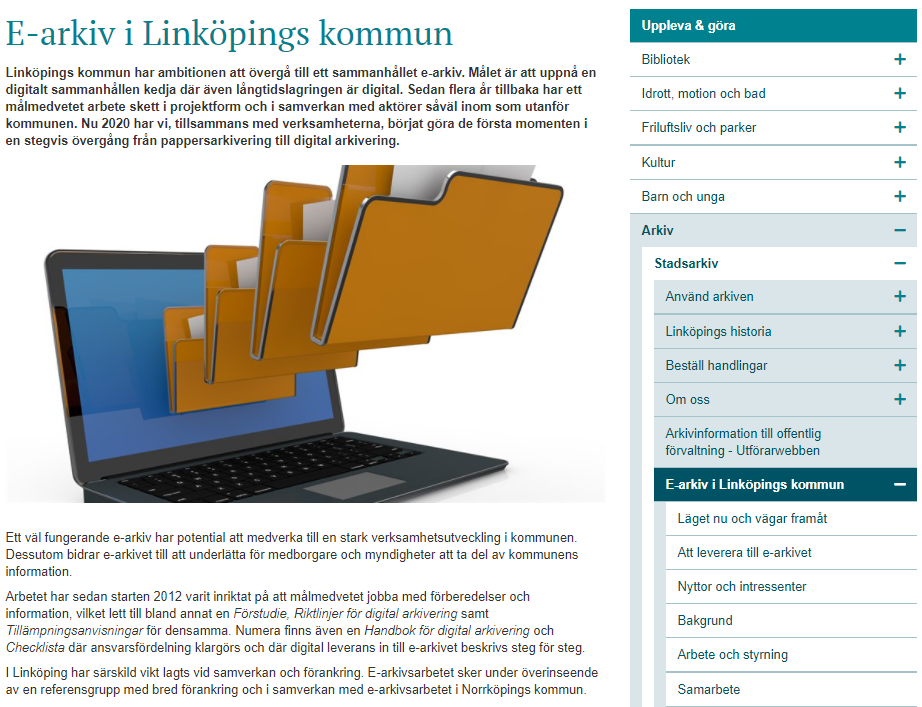 E-arkiv i Linköpings kommun
Linköpings kommun har ambitionen att övergå till ett sammanhållet e-arkiv. Målet är att uppnå en
digitalt sammanhållen kedja där även långtidslagringen är digital. Sedan flera år tillbaka har ett
målmedvetet arbete skett i projektform och i samverkan med aktörer såväl inom som utanför
kommunen. Nu 2020 har vi, tillsammans med verksamheterna, börjat göra de första momenten i
en stegvis övergång från pappersarkivering till digital arkivering.
Ett väl fungerande e-arkiv har potential att medverka till en stark verksamhetsutveckling i kommunen.
Dessutom bidrar e-arkivet till att underlätta för medborgare och myndigheter att ta del av kommunens
information.
Arbetet har sedan starten 2012 varit inriktat på att målmedvetet jobba med förberedelser och
information, vilket lett till bland annat en Förstudie, Riktlinjer för digital arkivering samt
Tillämpningsanvisningar för densamma. Numera finns även en Handbok för digital arkivering och
Checklista där ansvarsfördelning klargörs och där digital leverans in till e-arkivet beskrivs steg för steg.
I Linköping har särskild vikt lagts vid samverkan och förankring. E-arkivsarbetet sker under överinseende
av en referensgrupp med bred förankring och i samverkan med e-arkivsarbetet i Norrköpings kommun.
Uppleva & göra
Bibliotek
Idrott, motion och bad
Friluftsliv och parker
Kultur
Barn och unga
Arkiv
Stadsarkiv
Använd arkiven
Linköpings historia
Beställ handlingar
Om oss
Arkivinformation till offentlig
förvaltning - Utförarwebben
E-arkiv i Linköpings kommun
Läget nu och vägar framåt
Att leverera till e-arkivet
Nyttor och intressenter
Bakgrund
Arbete och styrning
Samarbete